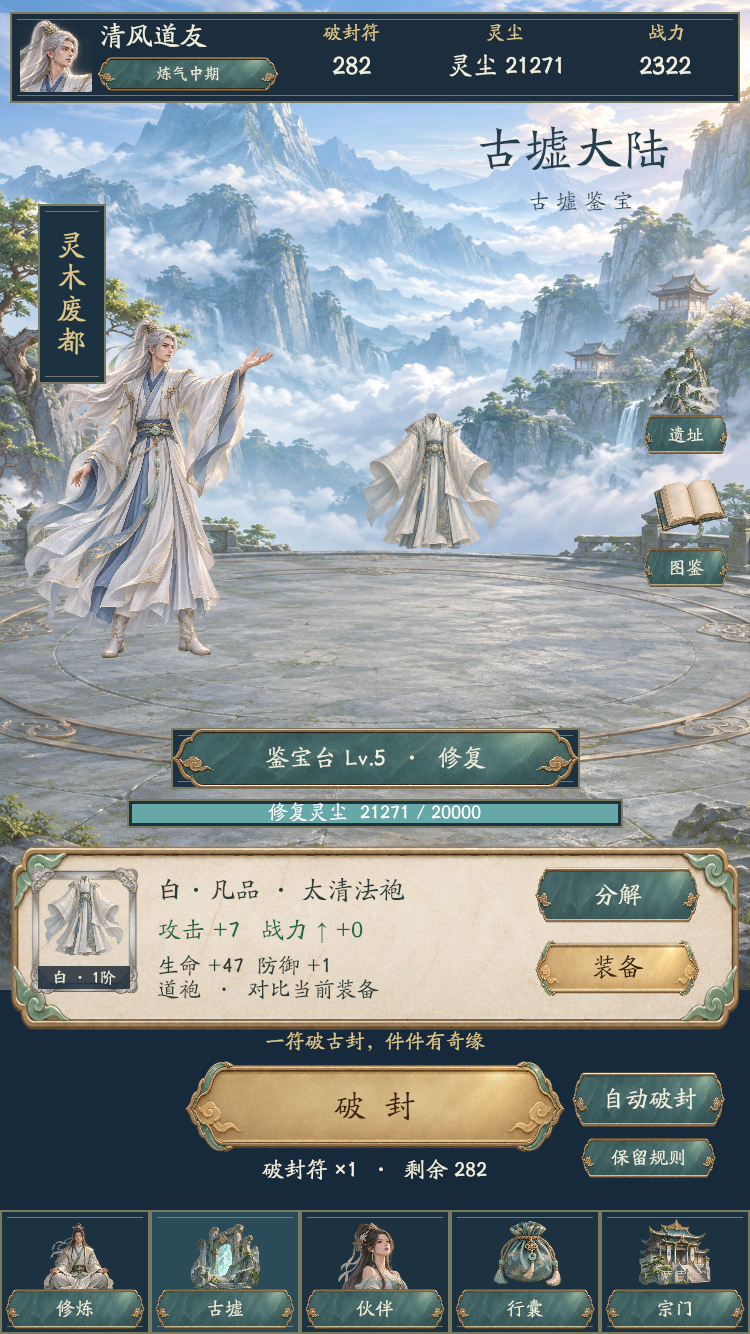 清风道友
炼气中期
破封符
282
灵尘
灵尘 21271
战力
2322
古墟大陆
古墟鉴宝
灵木废都
遗址
图鉴
鉴宝台 Lv.5 · 修复
修复灵尘 21271 / 20000
白 · 凡品 · 太清法袍
攻击 +7 战力 ↑ +0
生命 +47 防御 +1
道袍 · 对比当前装备
白 · 1阶
分解
装备
一符破古封，件件有奇缘
破 封
自动破封
破封符 ×1 · 剩余 282
保留规则
修炼
古墟
伙伴
行囊
宗门